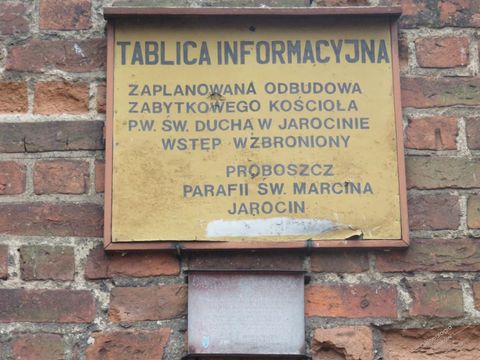 TABLICA INFORMACYJNA
ZAPLANOWANA ODBUDOWA
ZABYTKOWEGO KOŚCIOŁA
P.W. ŚW. DUCHA W JAROCINIE
WSTĘP WZBRONIONY
PROBOSZCZ
PARAFII ŚW. MARCINA
JAROCIN